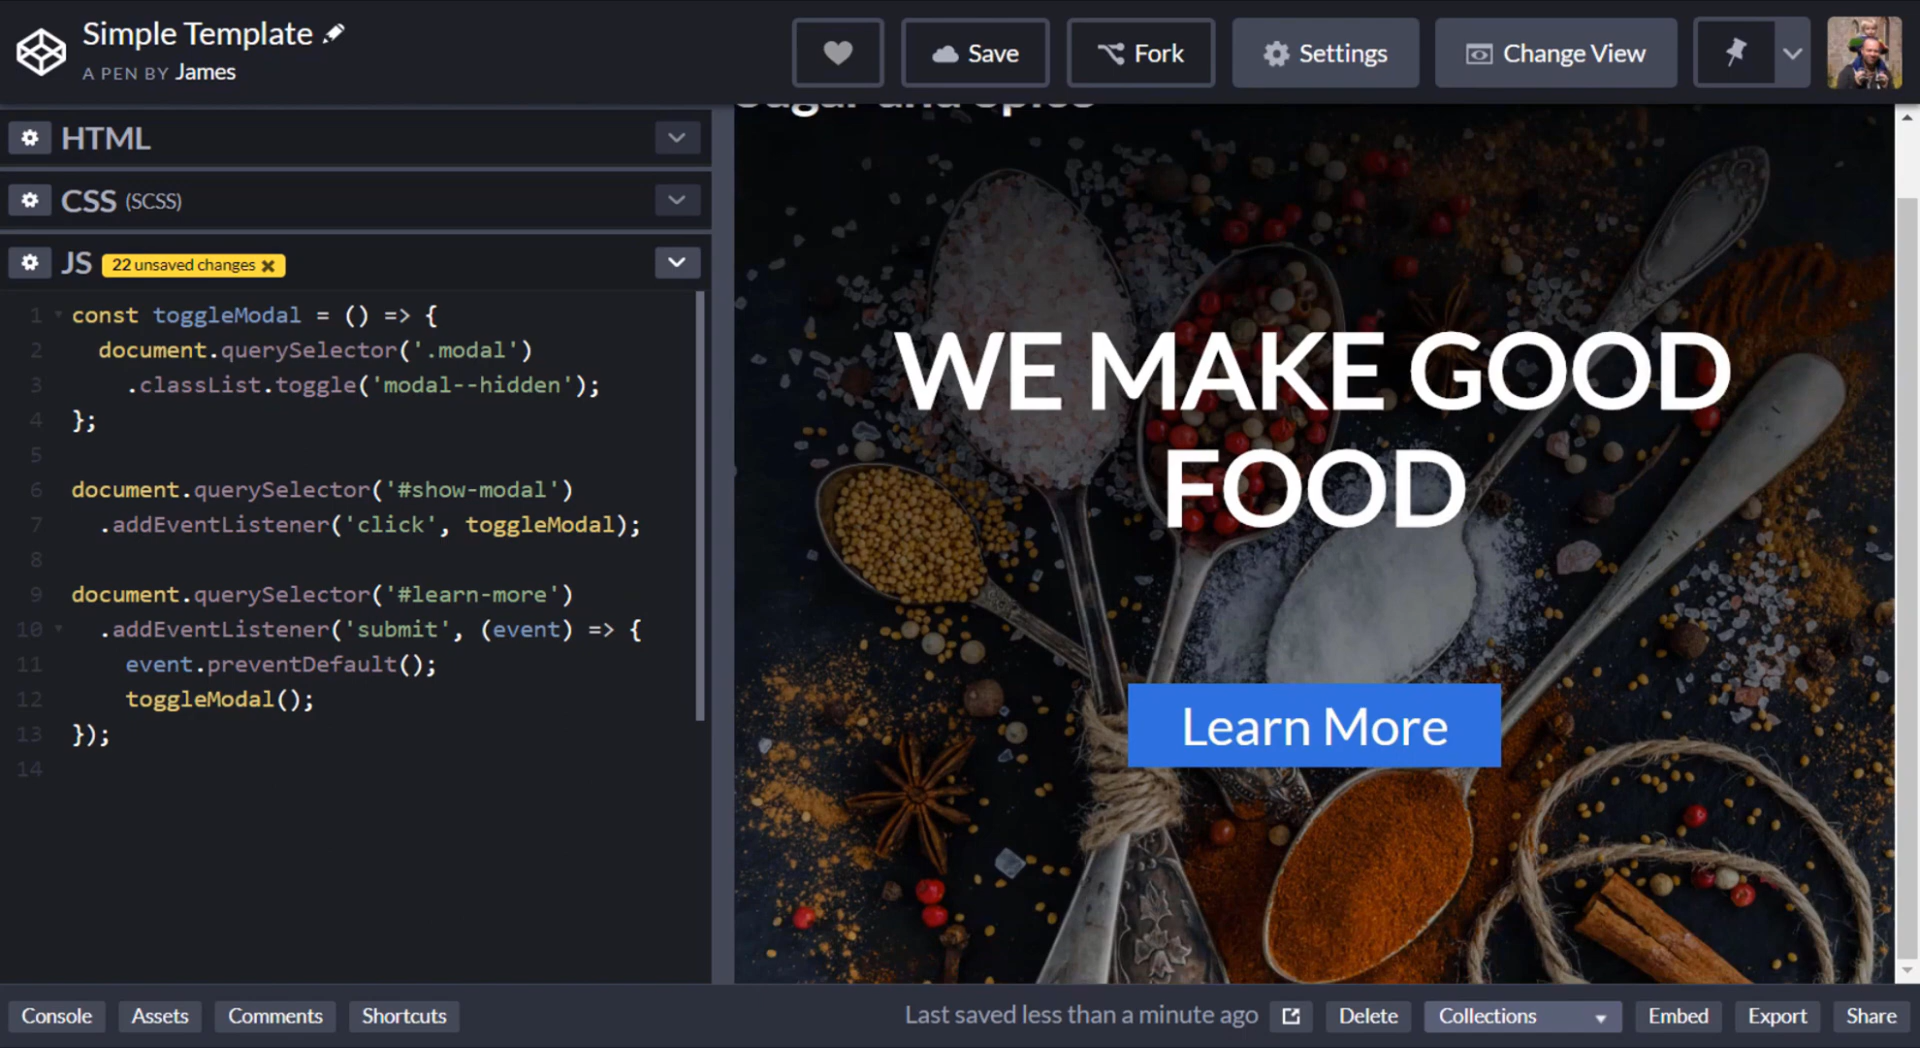 Simple Template
A PEN BY James
Save
Fork
Settings
Change View
HTML
CSS (SCSS)
JS 22 unsaved changes ×
1 const toggleModal = () => {
2 document.querySelector('.modal')
3 .classList.toggle('modal--hidden');
4 };
5
6 document.querySelector('#show-modal')
7 .addEventListener('click', toggleModal);
8
9 document.querySelector('#learn-more')
10 .addEventListener('submit', (event) => {
11 event.preventDefault();
12 toggleModal();
13 });
14
Sugar and Spice
WE MAKE GOOD
FOOD
Learn More
Console
Assets
Comments
Shortcuts
Last saved less than a minute ago
Delete
Collections
Embed
Export
Share